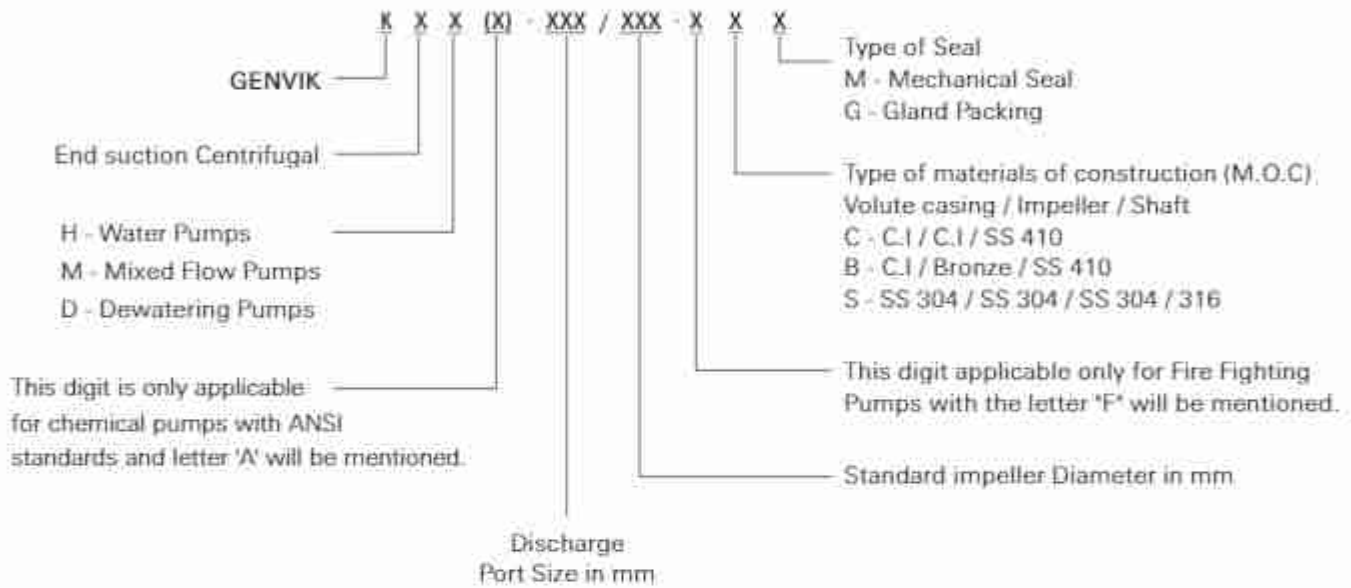 K X X (X) - XXX / XXX - X X X
GENVIK
End suction Centrifugal
H - Water Pumps
M - Mixed Flow Pumps
D - Dewatering Pumps
This digit is only applicable
for chemical pumps with ANSI
standards and letter 'A' will be mentioned.
Discharge
Port Size in mm
Type of Seal
M - Mechanical Seal
G - Gland Packing
Type of materials of construction (M.O.C)
Volute casing / Impeller / Shaft
C - C.I / C.I / SS 410
B - C.I / Bronze / SS 410
S - SS 304 / SS 304 / SS 304 / 316
This digit applicable only for Fire Fighting
Pumps with the letter "F" will be mentioned.
Standard impeller Diameter in mm